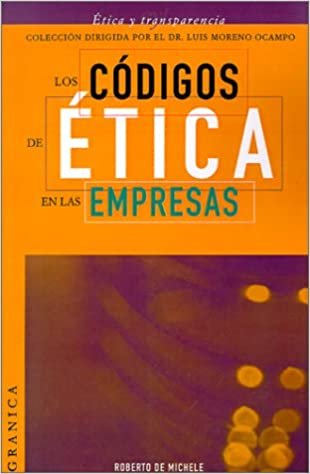 Ética y transparencia
COLECCIÓN DIRIGIDA POR EL DR. LUIS MORENO OCAMPO
LOS CÓDIGOS
DE ÉTICA
EN LAS EMPRESAS
GRANICA
ROBERTO DE MICHELE